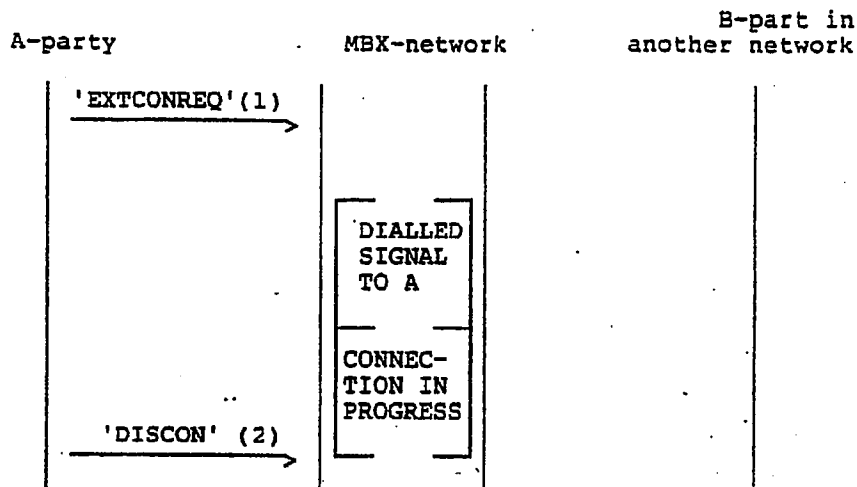 B-part in
A-party MBX-network another network
'EXTCONREQ'(1)
DIALLED
SIGNAL
TO A
CONNEC-
TION IN
PROGRESS
'DISCON' (2)